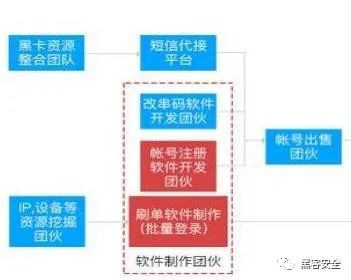 黑卡资源
整合团队
短信代接
平台
改串码软件
开发团伙
帐号注册
软件开发
团伙
帐号出售
团伙
IP,设备等
资源挖掘
团伙
刷单软件制作
(批量登录)
软件制作团伙
黑客安全